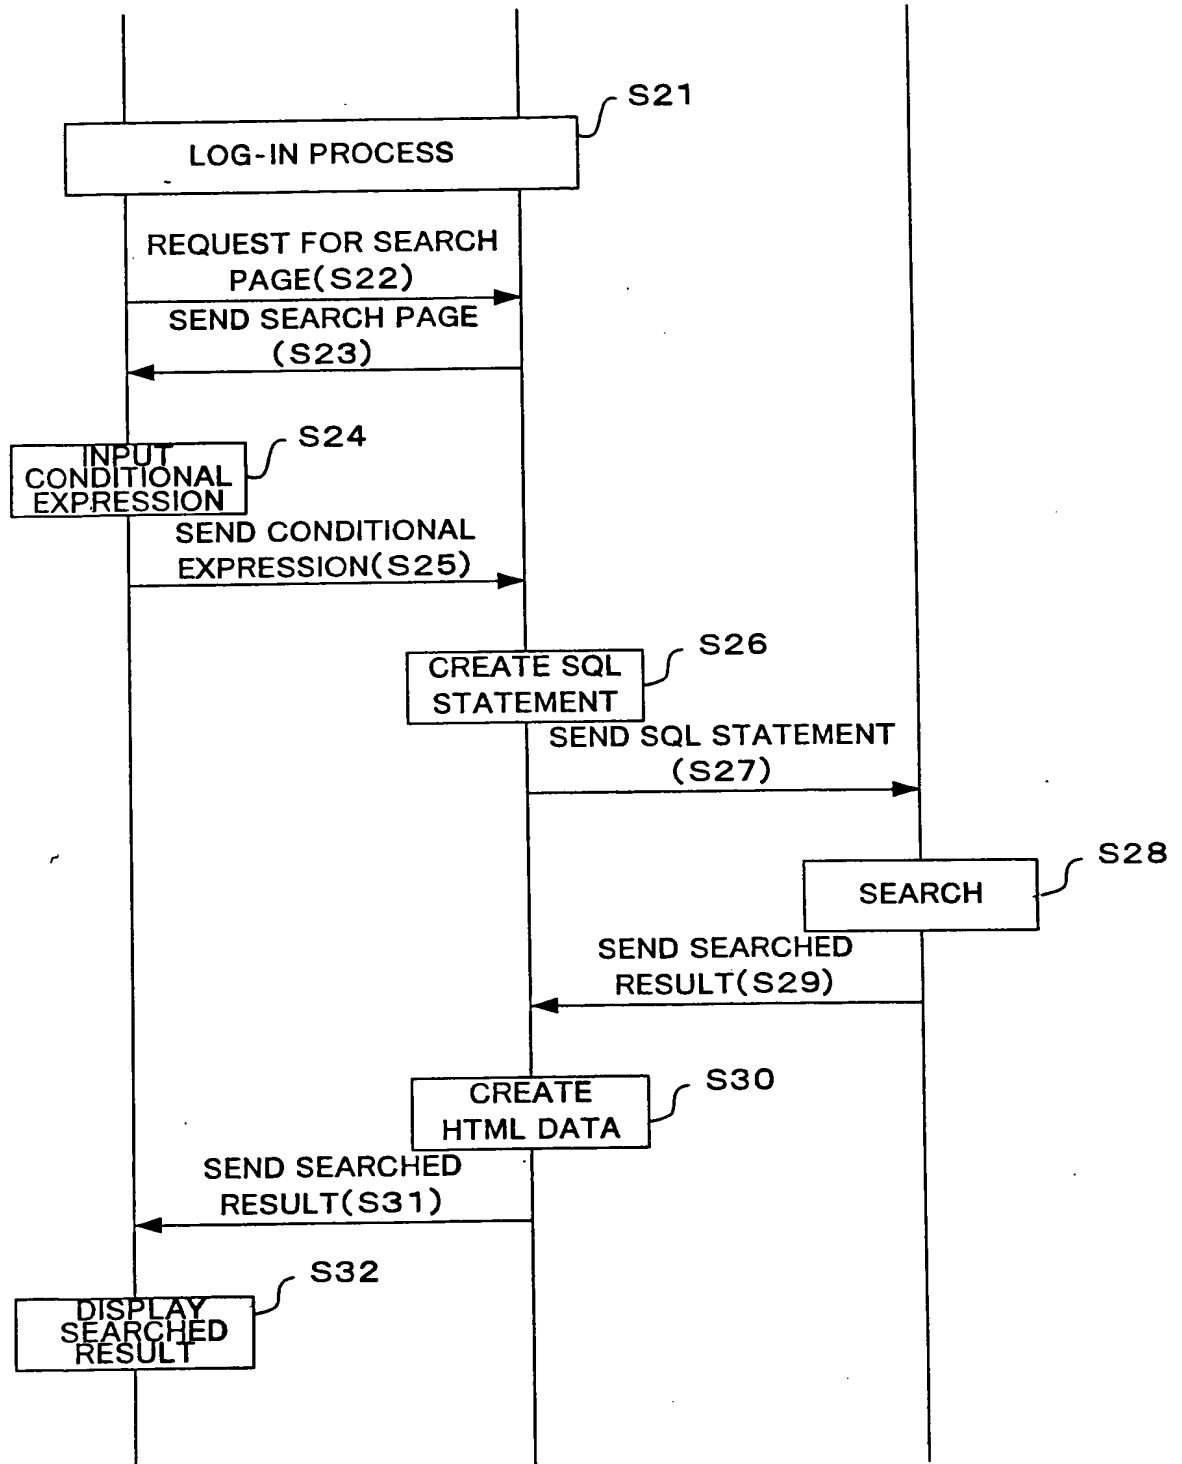 S21
LOG-IN PROCESS
REQUEST FOR SEARCH
PAGE(S22)
SEND SEARCH PAGE
(S23)
S24
INPUT
CONDITIONAL
EXPRESSION
SEND CONDITIONAL
EXPRESSION(S25)
S26
CREATE SQL
STATEMENT
SEND SQL STATEMENT
(S27)
S28
SEARCH
SEND SEARCHED
RESULT(S29)
S30
CREATE
HTML DATA
SEND SEARCHED
RESULT(S31)
S32
DISPLAY
SEARCHED
RESULT